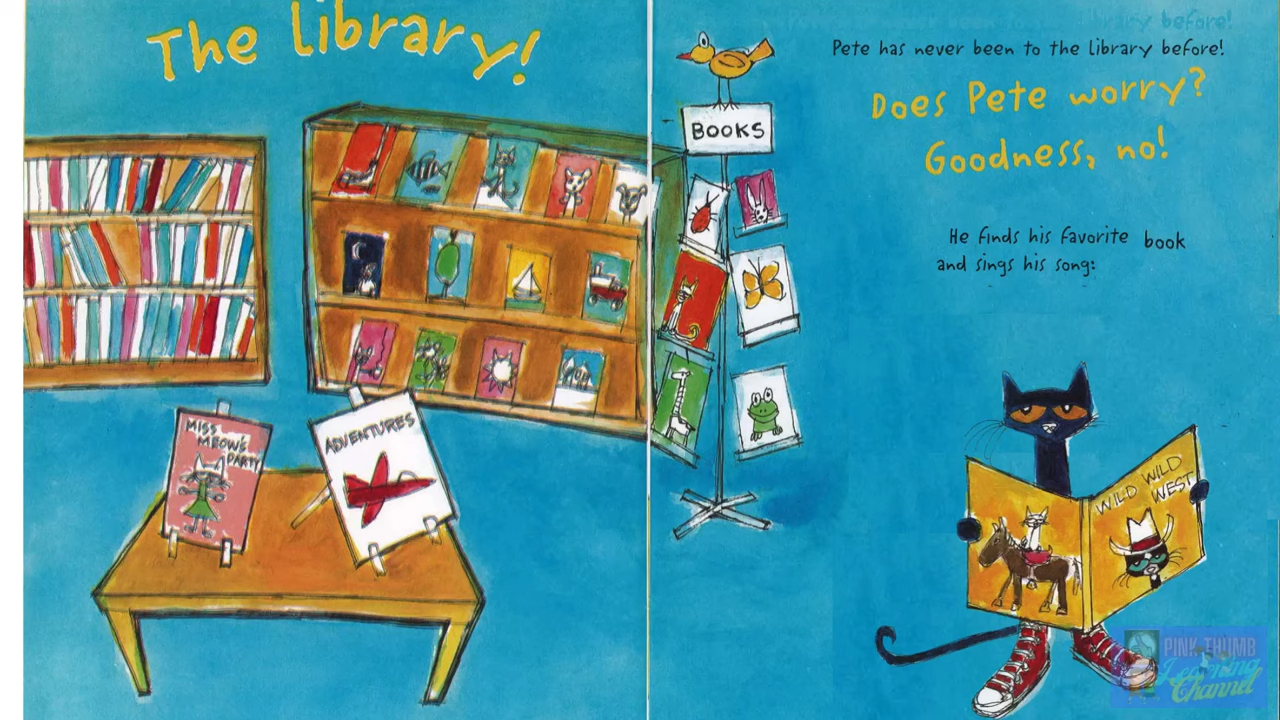 The library!
MISS
MEOW'S
PARTY
ADVENTURES
BOOKS
Pete has never been to the library before!
Does Pete worry?
Goodness, no!
He finds his favorite book
and sings his song:
WILD WILD
WEST
PINK THUMB
Learning
Channel